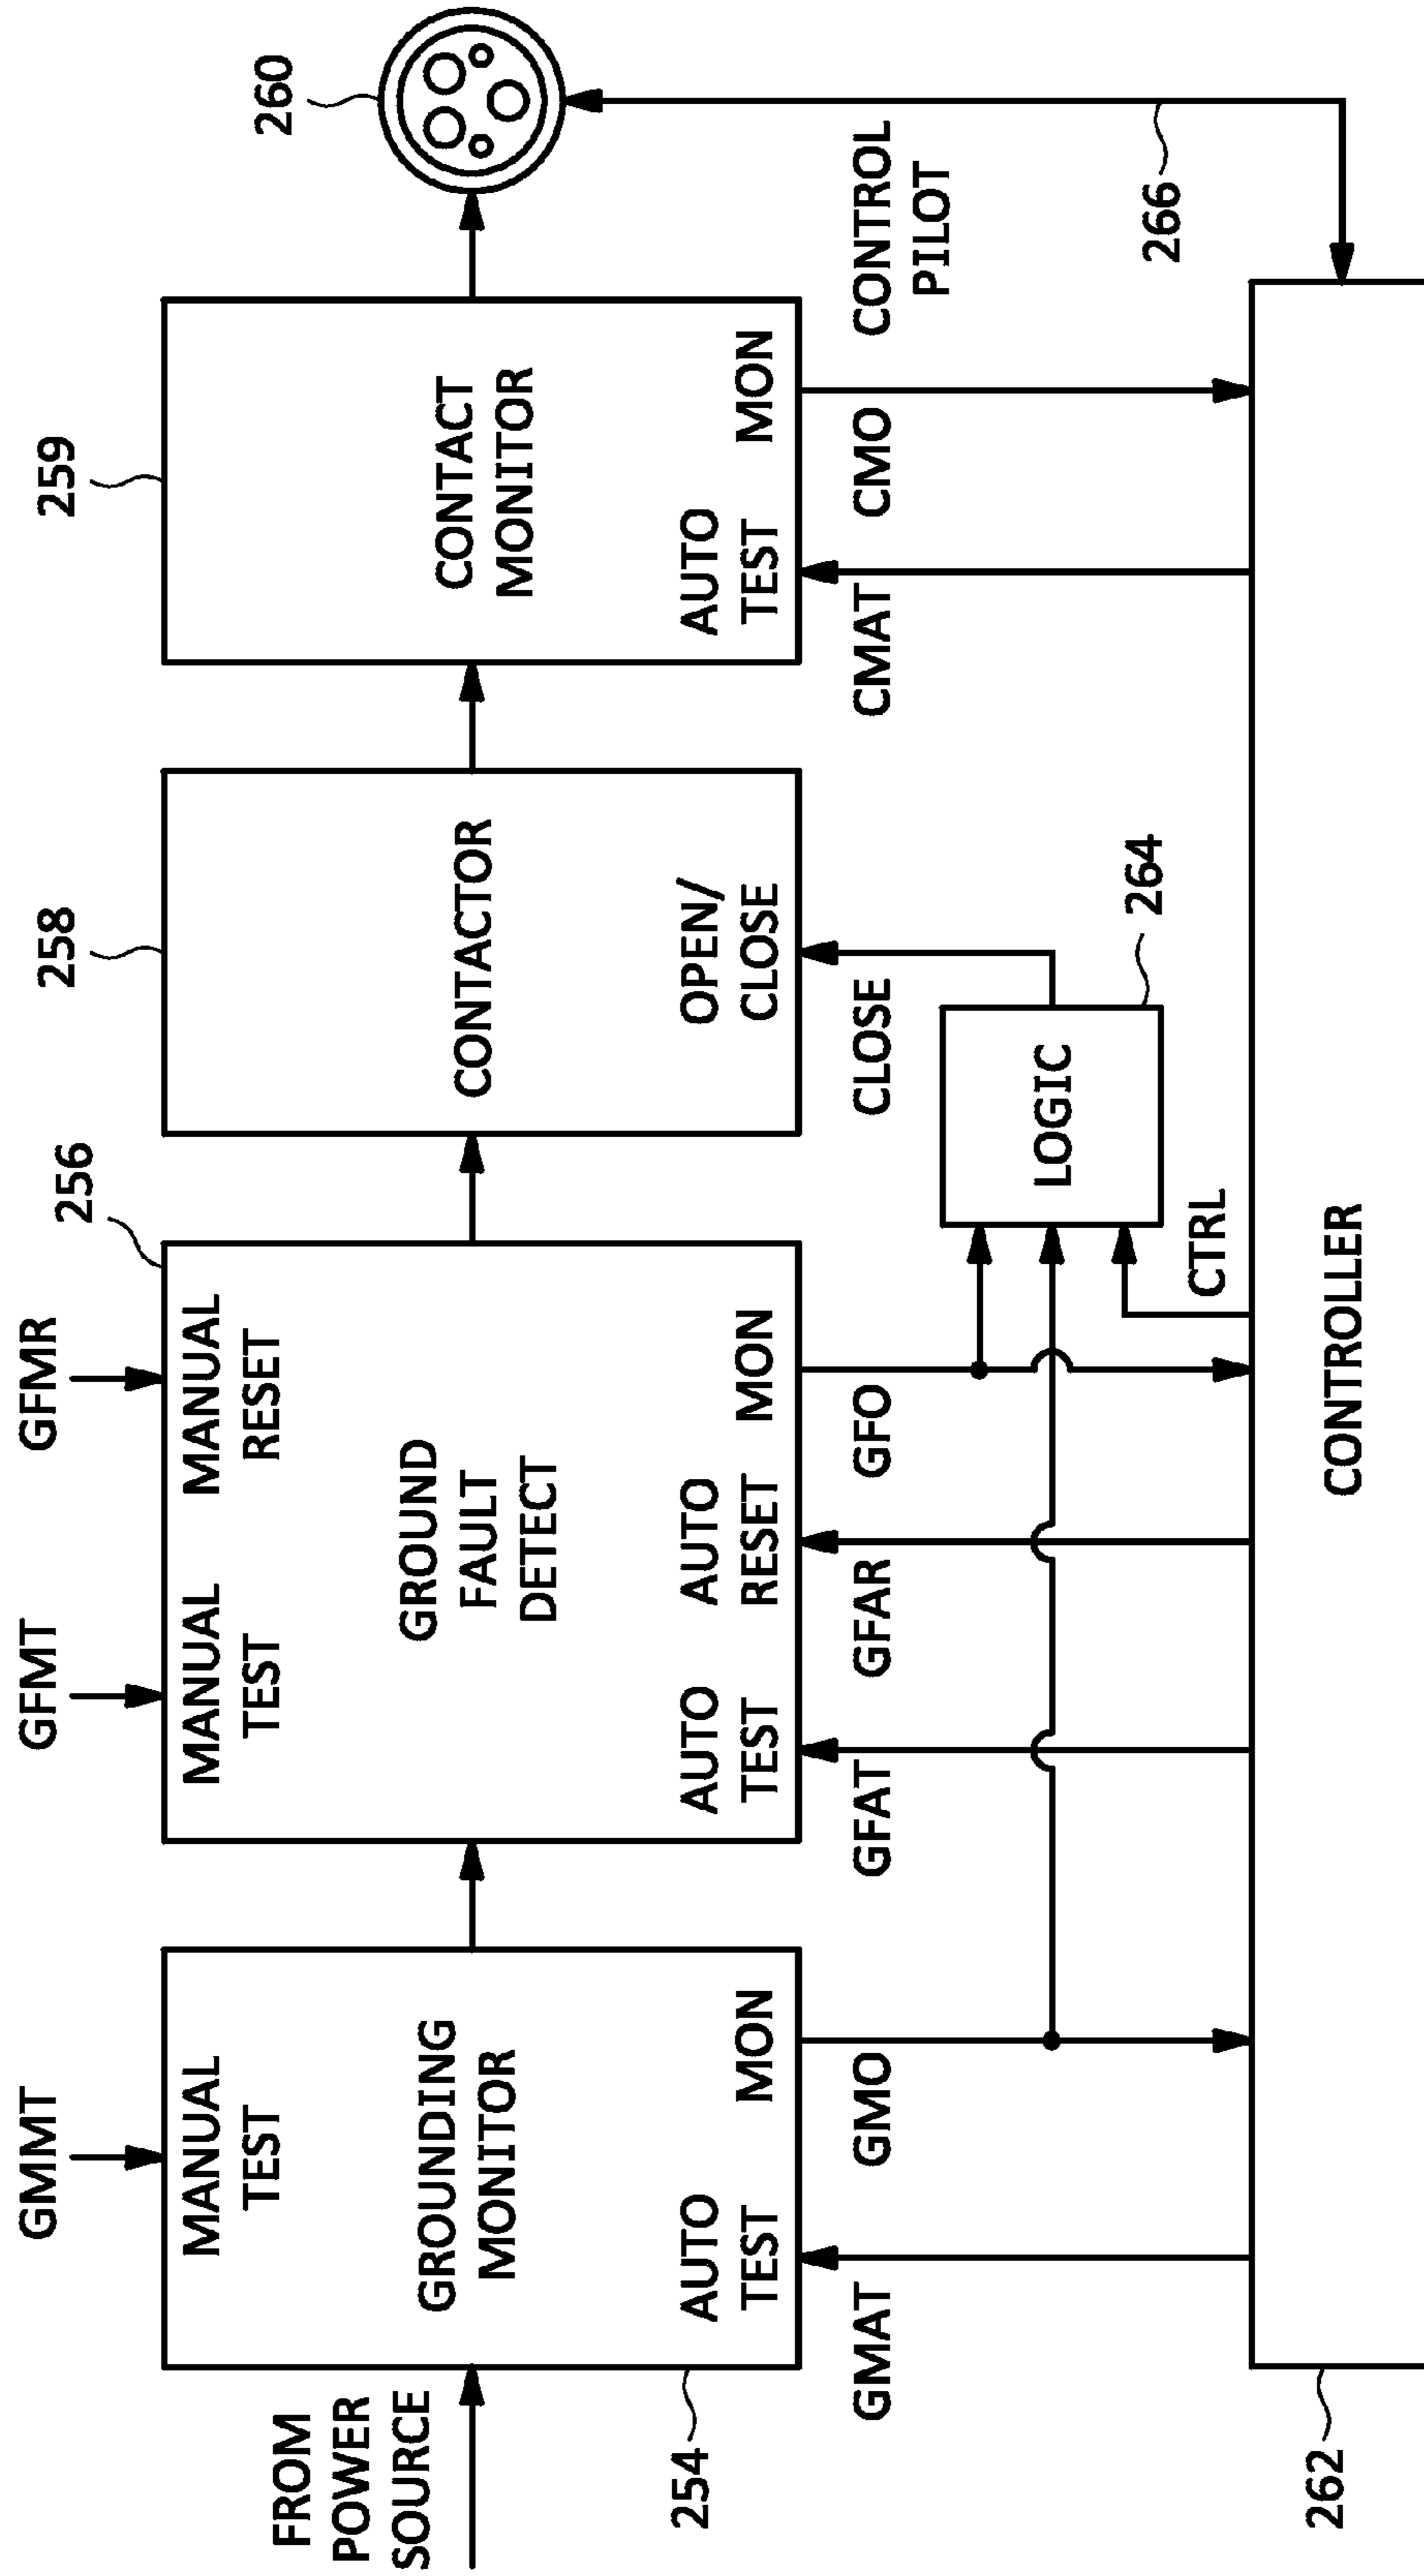 GMMT
GFMT
GFMR
256
258
259
260
FROM
POWER
SOURCE
MANUAL
TEST
GROUNDING
MONITOR
AUTO
TEST
MON
254
MANUAL
TEST
MANUAL
RESET
GROUND
FAULT
DETECT
AUTO
TEST
AUTO
RESET
MON
CONTACTOR
OPEN/
CLOSE
CONTACT
MONITOR
AUTO
TEST
MON
GMAT
GMO
GFAT
GFAR
GFO
CLOSE
CMAT
CMO
CONTROL
PILOT
LOGIC
264
266
CTRL
262
CONTROLLER